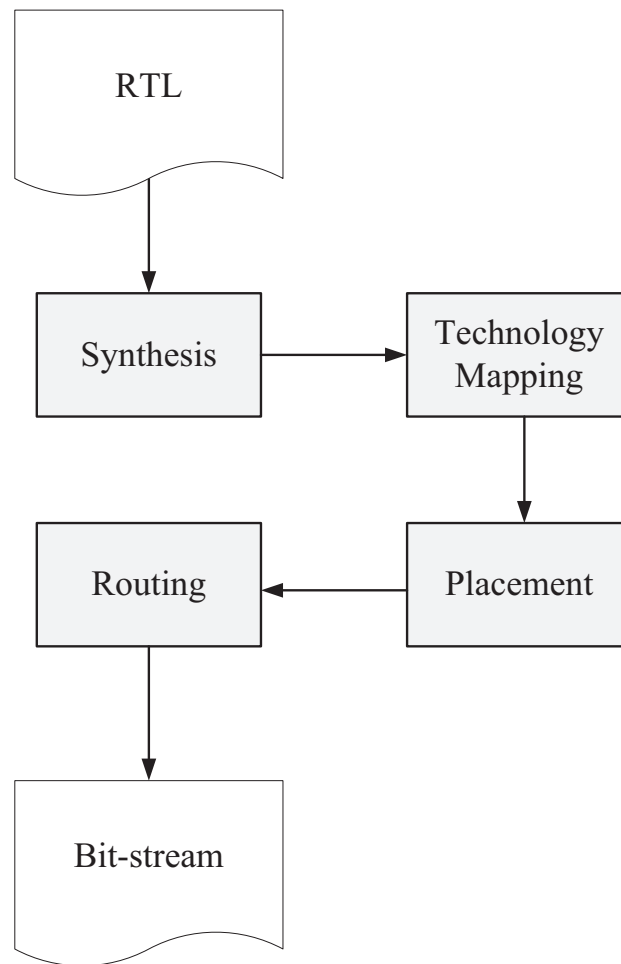 RTL
Synthesis
Technology
Mapping
Routing
Placement
Bit-stream